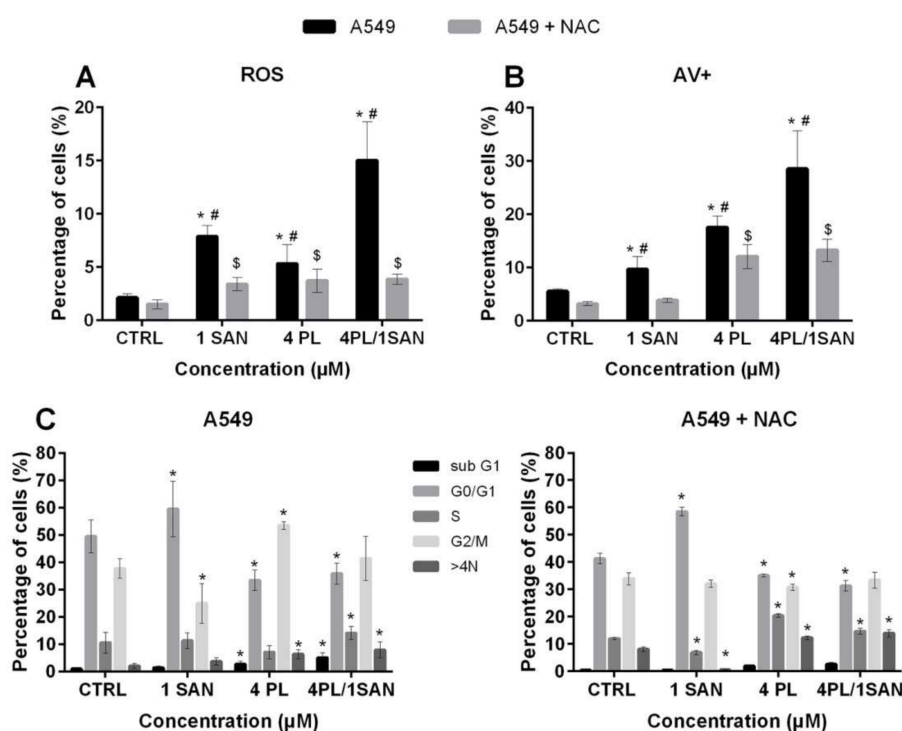 A549 A549 + NAC
A B
ROS AV+
Percentage of cells (%)
20
15
10
5
0
* #
$
* #
$
* #
$
CTRL 1 SAN 4 PL 4PL/1SAN
Concentration (µM)
Percentage of cells (%)
40
30
20
10
0
* #
* #
$
* #
$
CTRL 1 SAN 4 PL 4PL/1SAN
Concentration (µM)
C
A549
Percentage of cells (%)
80
70
60
50
40
30
20
10
0
* *
* * * *
* * * *
CTRL 1 SAN 4 PL 4PL/1SAN
Concentration (µM)
sub G1
G0/G1
S
G2/M
>4N
A549 + NAC
Percentage of cells (%)
80
70
60
50
40
30
20
10
0
* * *
* * * *
* * *
CTRL 1 SAN 4 PL 4PL/1SAN
Concentration (µM)